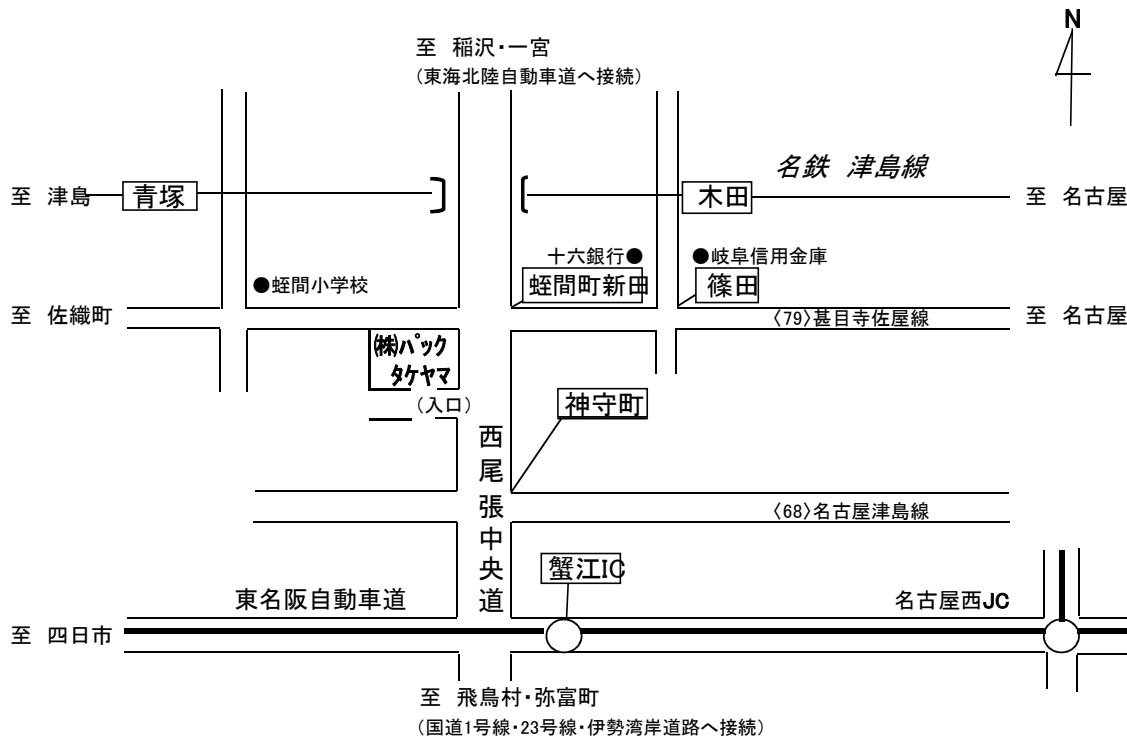 N
至 稲沢・一宮
(東海北陸自動車道へ接続)
名鉄 津島線
至 津島
青塚
木田
至 名古屋
十六銀行●
●岐阜信用金庫
●蛭間小学校
蛭間町新田
篠田
至 佐織町
〈79〉甚目寺佐屋線
至 名古屋
㈱パック
タケヤマ
(入口)
神守町
西尾張中央道
〈68〉名古屋津島線
蟹江IC
東名阪自動車道
名古屋西JC
至 四日市
至 飛鳥村・弥富町
(国道1号線・23号線・伊勢湾岸道路へ接続)